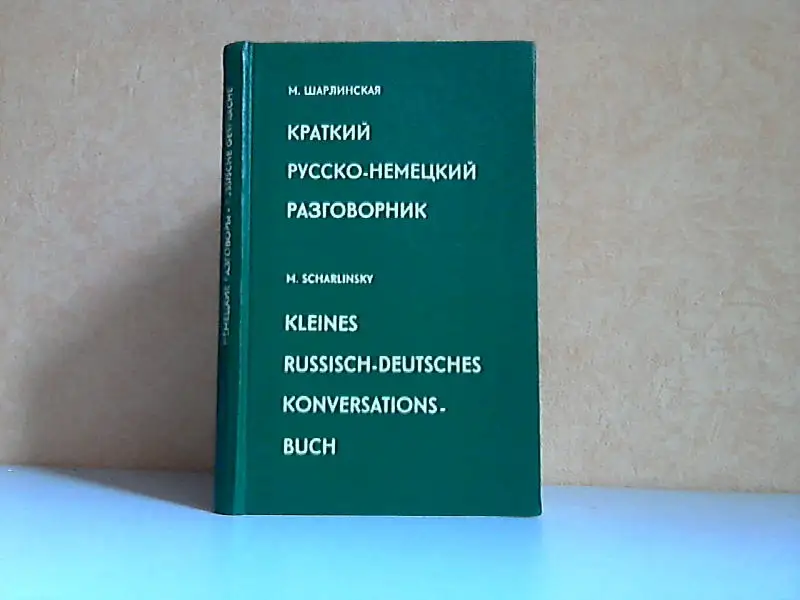 М. ШАРЛИНСКАЯ
КРАТКИЙ
РУССКО-НЕМЕЦКИЙ
РАЗГОВОРНИК
M. SCHARLINSKY
KLEINES
RUSSISCH-DEUTSCHES
KONVERSATIONS-
BUCH